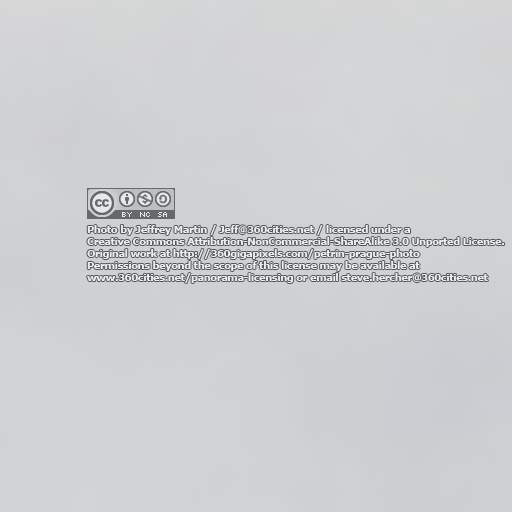 cc BY NC SA
Photo by Jeffrey Martin / Jeff@360cities.net / licensed under a
Creative Commons Attribution-NonCommercial-ShareAlike 3.0 Unported License.
Original work at http://360gigapixels.com/petrin-prague-photo
Permissions beyond the scope of this license may be available at
www.360cities.net/panorama-licensing or email steve.hercher@360cities.net